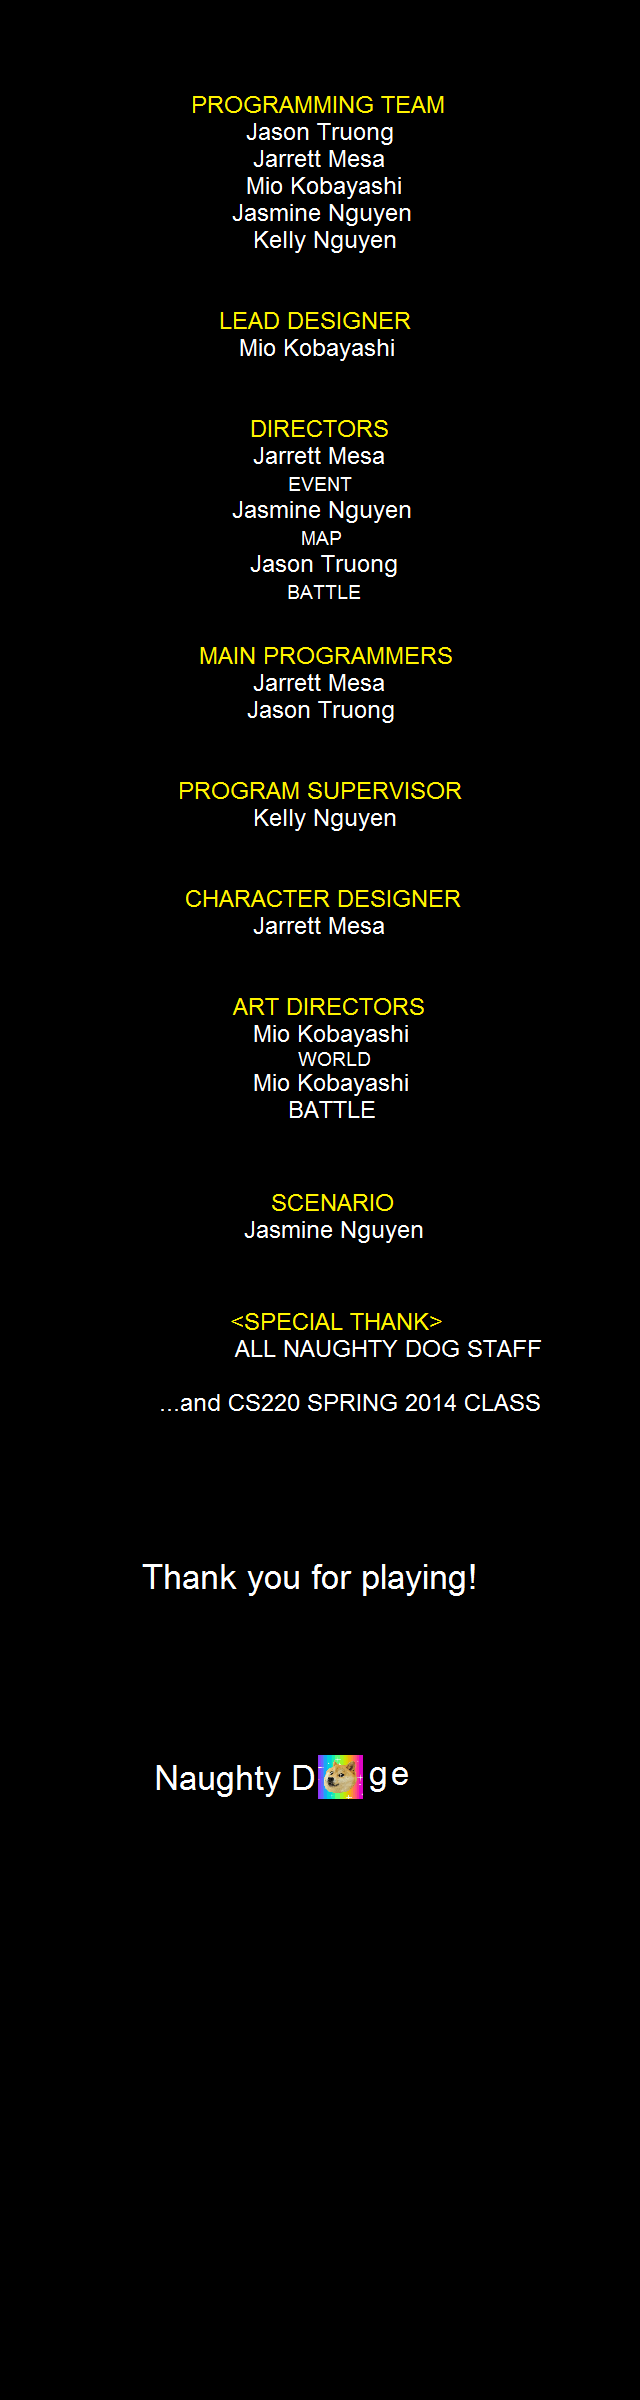 PROGRAMMING TEAM
Jason Truong
Jarrett Mesa
Mio Kobayashi
Jasmine Nguyen
Kelly Nguyen
LEAD DESIGNER
Mio Kobayashi
DIRECTORS
Jarrett Mesa
EVENT
Jasmine Nguyen
MAP
Jason Truong
BATTLE
MAIN PROGRAMMERS
Jarrett Mesa
Jason Truong
PROGRAM SUPERVISOR
Kelly Nguyen
CHARACTER DESIGNER
Jarrett Mesa
ART DIRECTORS
Mio Kobayashi
WORLD
Mio Kobayashi
BATTLE
SCENARIO
Jasmine Nguyen
<SPECIAL THANK>
ALL NAUGHTY DOG STAFF
...and CS220 SPRING 2014 CLASS
Thank you for playing!
Naughty D ge